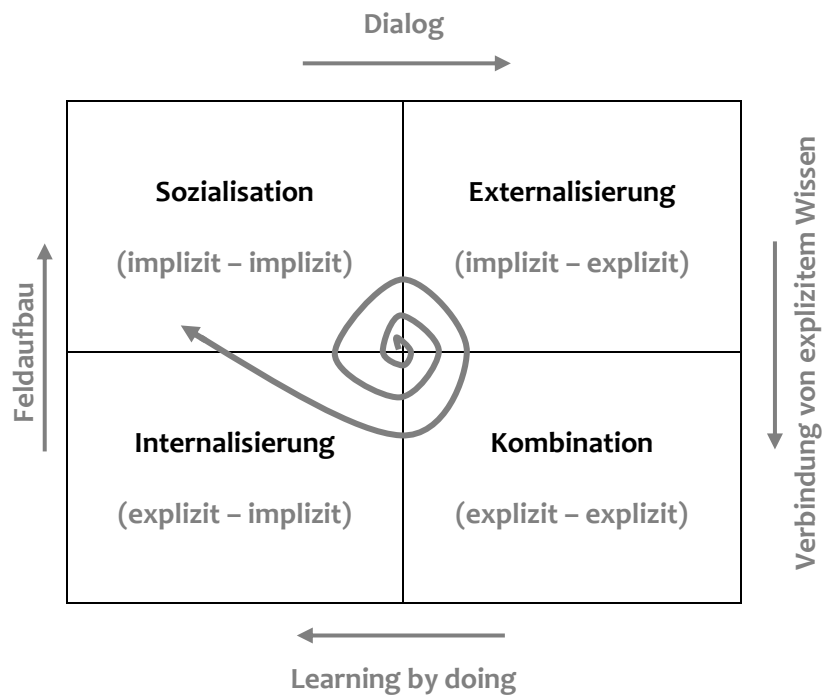 Dialog
Sozialisation
(implizit – implizit)
Externalisierung
(implizit – explizit)
Feldaufbau
Verbindung von explizitem Wissen
Internalisierung
(explizit – implizit)
Kombination
(explizit – explizit)
Learning by doing